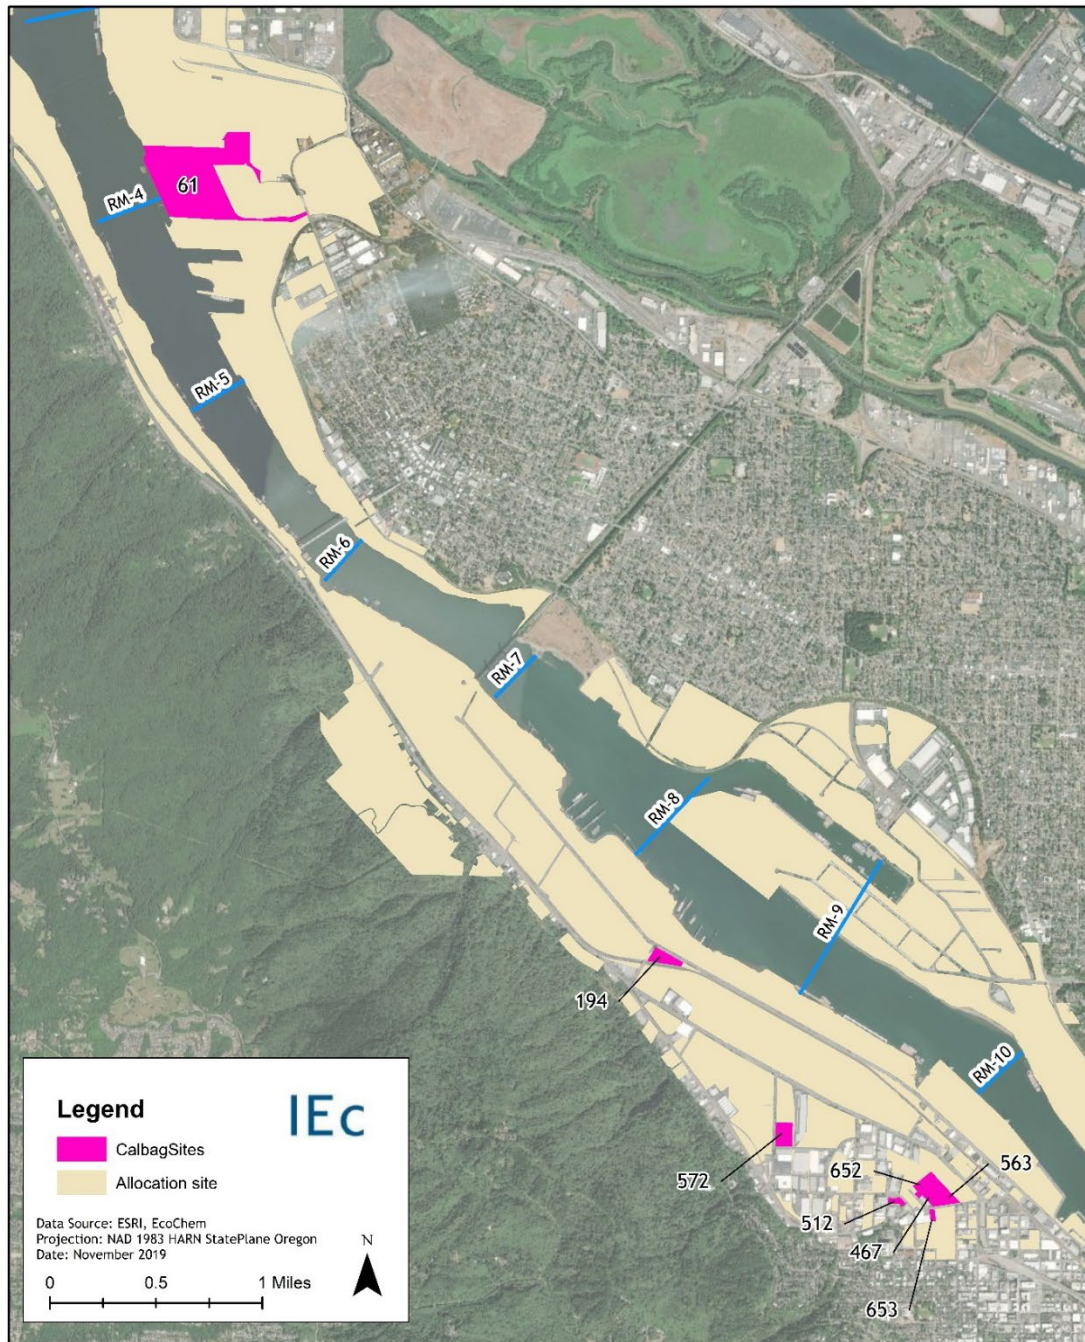 61
RM-4
RM-5
RM-6
RM-7
RM-8
RM-9
194
RM-10
572
652
563
512
467
653
Legend
IEc
CalbagSites
Allocation site
Data Source: ESRI, EcoChem
Projection: NAD 1983 HARN StatePlane Oregon
Date: November 2019
N
0 0.5 1 Miles